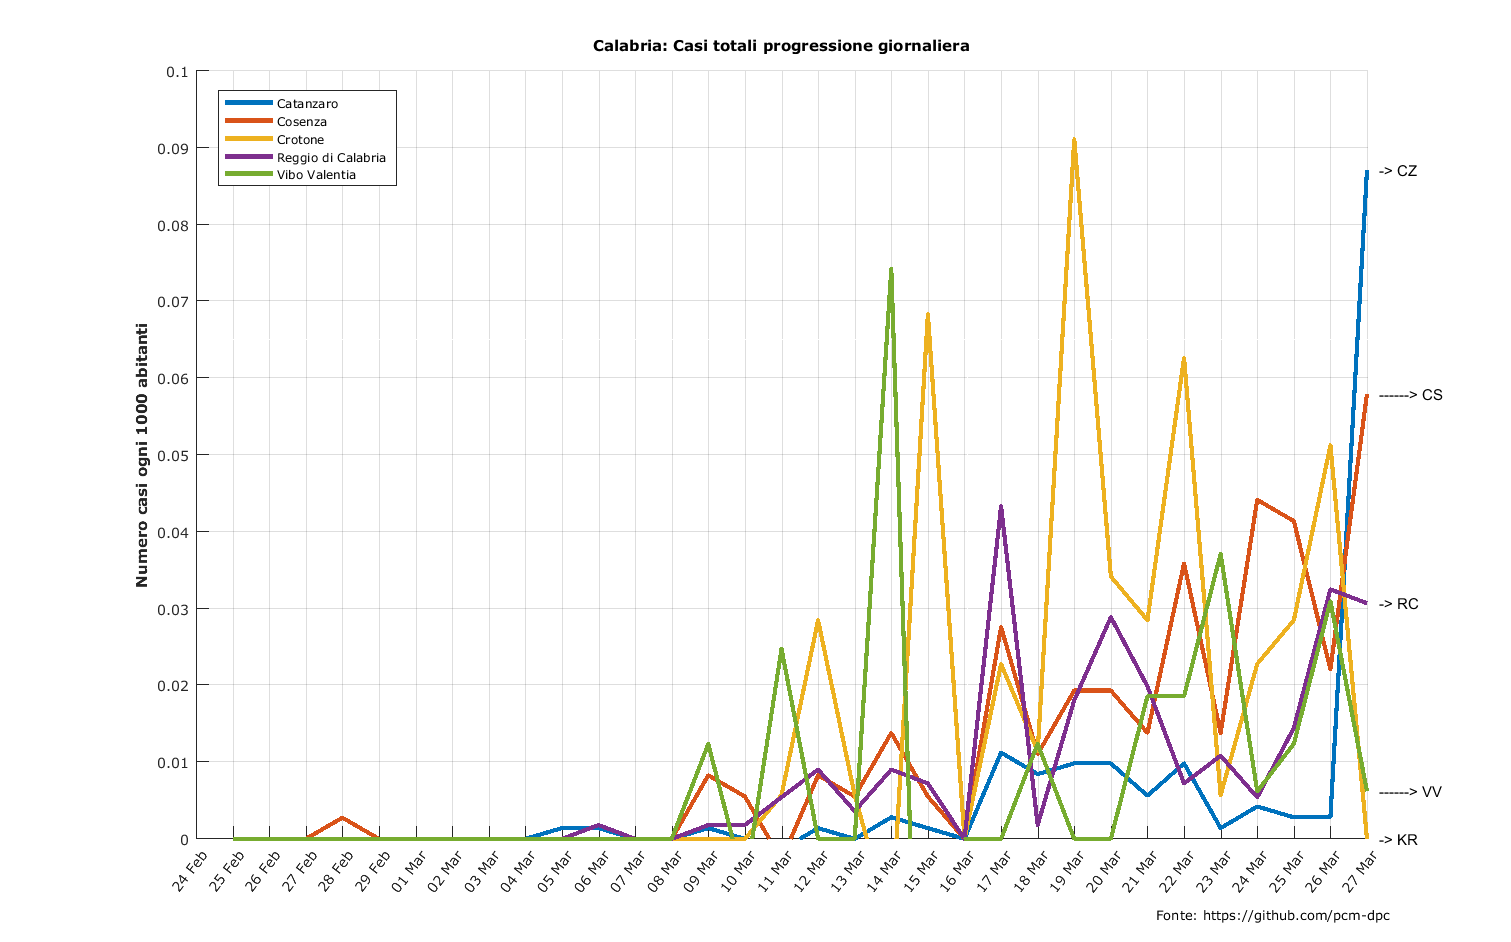 Calabria: Casi totali progressione giornaliera
Numero casi ogni 1000 abitanti
0.1
0.09
0.08
0.07
0.06
0.05
0.04
0.03
0.02
0.01
0
Catanzaro
Cosenza
Crotone
Reggio di Calabria
Vibo Valentia
-> CZ
------> CS
-> RC
------> VV
-> KR
24 Feb
25 Feb
26 Feb
27 Feb
28 Feb
29 Feb
01 Mar
02 Mar
03 Mar
04 Mar
05 Mar
06 Mar
07 Mar
08 Mar
09 Mar
10 Mar
11 Mar
12 Mar
13 Mar
14 Mar
15 Mar
16 Mar
17 Mar
18 Mar
19 Mar
20 Mar
21 Mar
22 Mar
23 Mar
24 Mar
25 Mar
26 Mar
27 Mar
Fonte: https://github.com/pcm-dpc